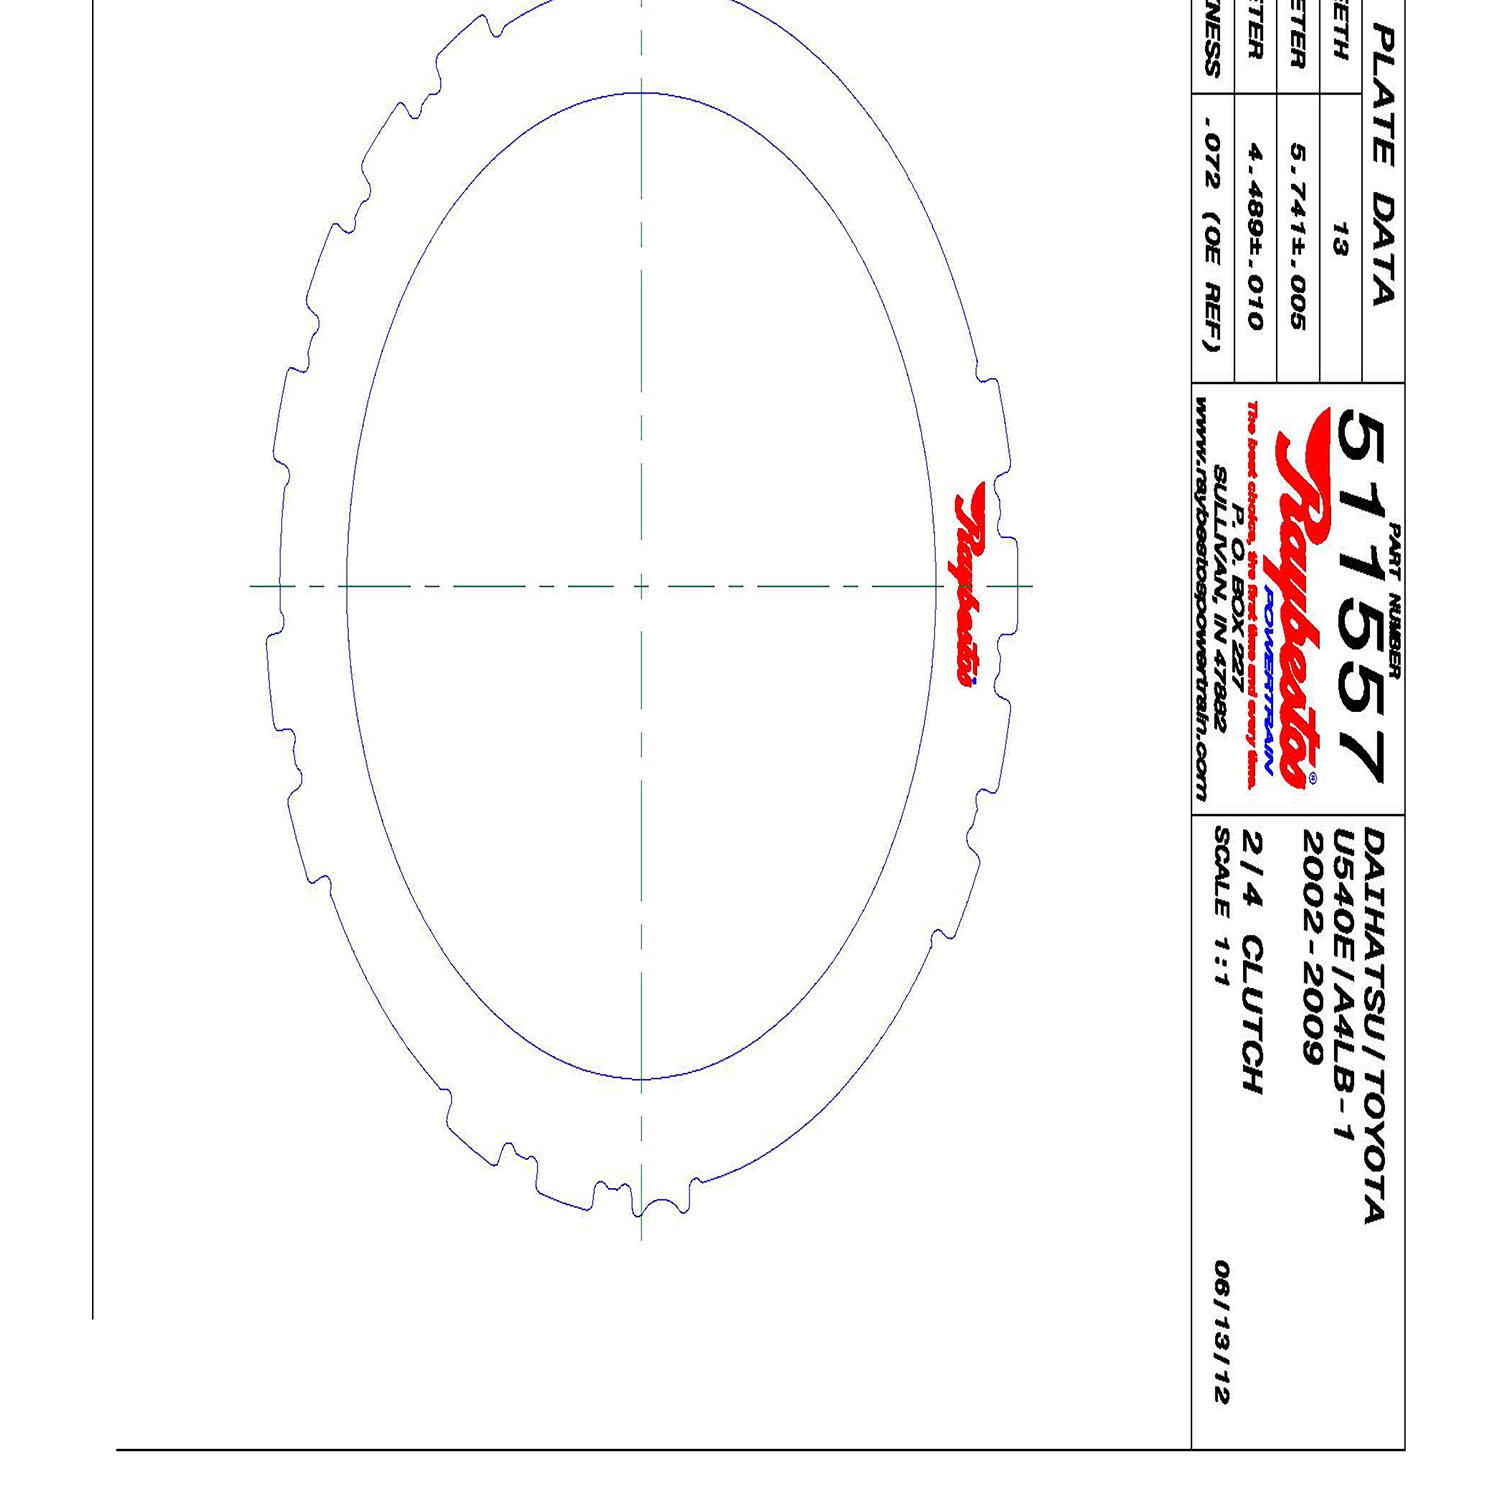 PLATE DATA
EETH 13
ETER 5.741±.005
ETER 4.489±.010
NESS .072 (OE REF)
PART NUMBER
511557
Raybestos®
POWERTRAIN
The best choice, the first time and every time.
P. O. BOX 227
SULLIVAN, IN 47882
www.raybestospowertrain.com
DAIHATSU/TOYOTA
U540E/A4LB-1
2002-2009
2/4 CLUTCH
SCALE 1:1
06/13/12
Raybestos